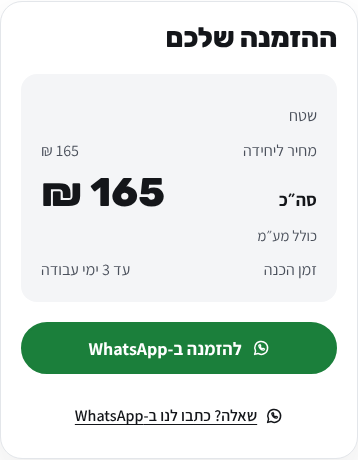 ההזמנה שלכם
שטח
מחיר ליחידה 165 ₪
סה״כ 165 ₪
כולל מע״מ
זמן הכנה עד 3 ימי עבודה
להזמנה ב-WhatsApp
שאלה? כתבו לנו ב-WhatsApp